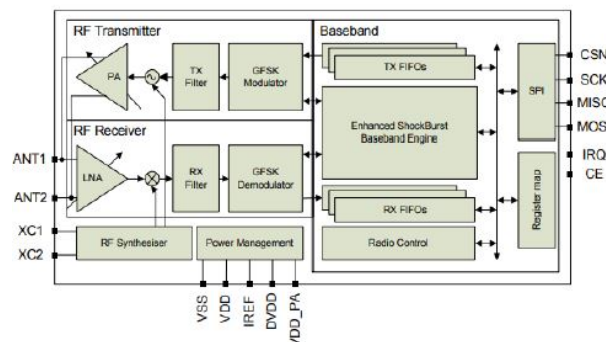 RF Transmitter
Baseband
PA
TX
Filter
GFSK
Modulator
TX FIFOs
Enhanced ShockBurst
Baseband Engine
SPI
CSN
SCK
MISO
MOSI
IRQ
CE
RF Receiver
ANT1
ANT2
LNA
RX
Filter
GFSK
Demodulator
RX FIFOs
Register map
XC1
XC2
RF Synthesiser
Power Management
Radio Control
VSS
VDD
IREF
DVDD
VDD_PA